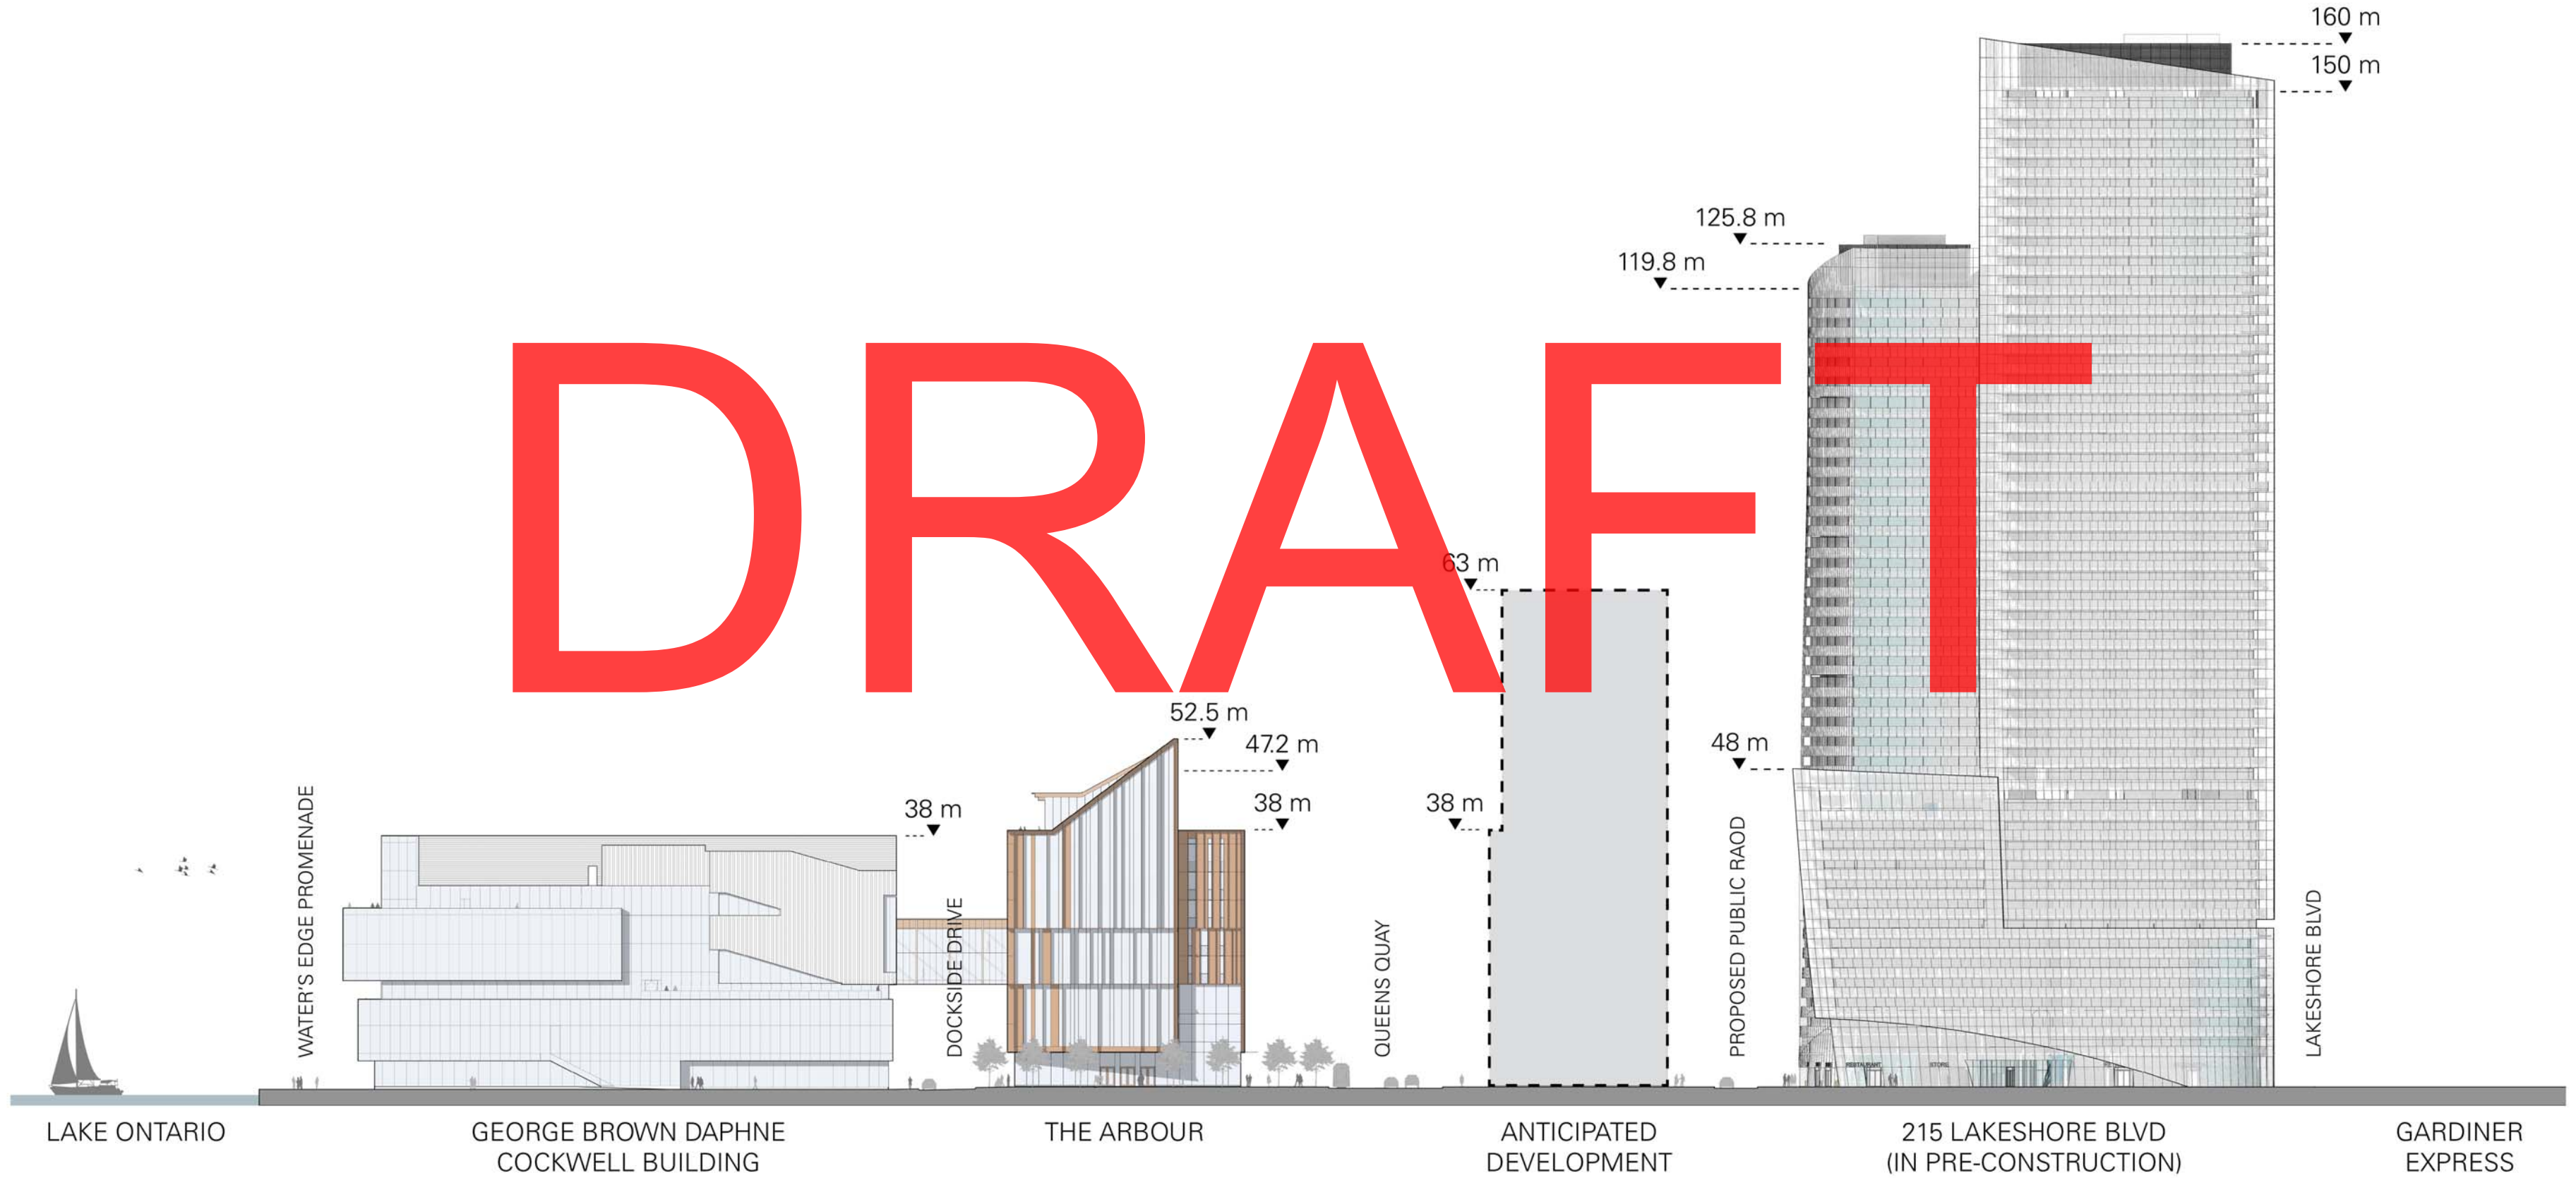 160 m
150 m
125.8 m
119.8 m
DRAFT
63 m
52.5 m
47.2 m
48 m
38 m
38 m
38 m
WATER'S EDGE PROMENADE
DOCKSIDE DRIVE
QUEENS QUAY
PROPOSED PUBLIC RAOD
LAKESHORE BLVD
LAKE ONTARIO
GEORGE BROWN DAPHNE
COCKWELL BUILDING
THE ARBOUR
ANTICIPATED
DEVELOPMENT
215 LAKESHORE BLVD
(IN PRE-CONSTRUCTION)
GARDINER
EXPRESS